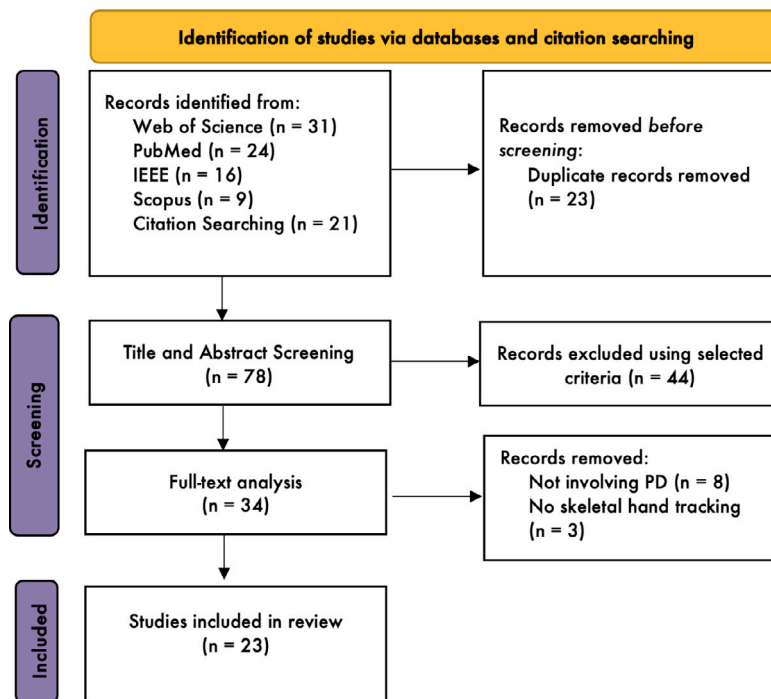 Identification of studies via databases and citation searching
Identification
Records identified from:
Web of Science (n = 31)
PubMed (n = 24)
IEEE (n = 16)
Scopus (n = 9)
Citation Searching (n = 21)
Records removed before
screening:
Duplicate records removed
(n = 23)
Screening
Title and Abstract Screening
(n = 78)
Records excluded using selected
criteria (n = 44)
Full-text analysis
(n = 34)
Records removed:
Not involving PD (n = 8)
No skeletal hand tracking
(n = 3)
Included
Studies included in review
(n = 23)